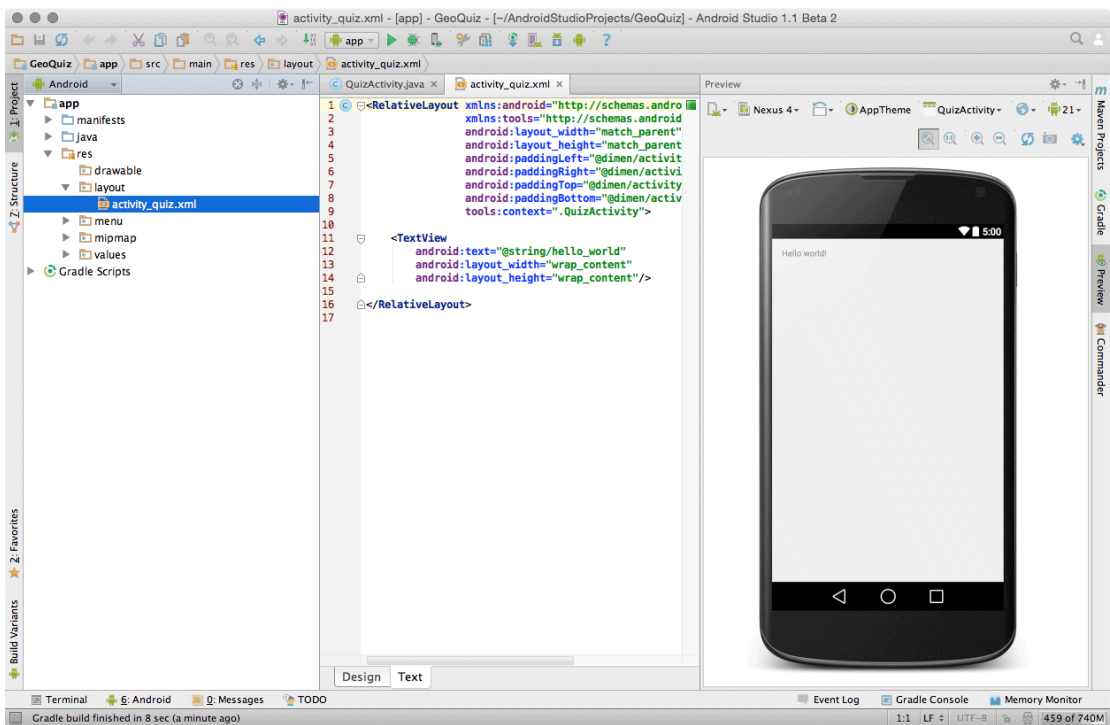 activity_quiz.xml - [app] - GeoQuiz - [~/AndroidStudioProjects/GeoQuiz] - Android Studio 1.1 Beta 2
app
GeoQuiz app src main res layout activity_quiz.xml
1: Project
Z: Structure
2: Favorites
Build Variants
Android
app
manifests
java
res
drawable
layout
activity_quiz.xml
menu
mipmap
values
Gradle Scripts
QuizActivity.java × activity_quiz.xml ×
1 <RelativeLayout xmlns:android="http://schemas.andro
2 xmlns:tools="http://schemas.android
3 android:layout_width="match_parent"
4 android:layout_height="match_parent
5 android:paddingLeft="@dimen/activit
6 android:paddingRight="@dimen/activi
7 android:paddingTop="@dimen/activity
8 android:paddingBottom="@dimen/activ
9 tools:context=".QuizActivity">
10
11 <TextView
12 android:text="@string/hello_world"
13 android:layout_width="wrap_content"
14 android:layout_height="wrap_content"/>
15
16 </RelativeLayout>
17
Design Text
Preview
Nexus 4 AppTheme QuizActivity 21
5:00
Hello world!
m Maven Projects
Gradle
Preview
Commander
Terminal 6: Android 0: Messages TODO Event Log Gradle Console Memory Monitor
Gradle build finished in 8 sec (a minute ago) 1:1 LF UTF-8 459 of 740M